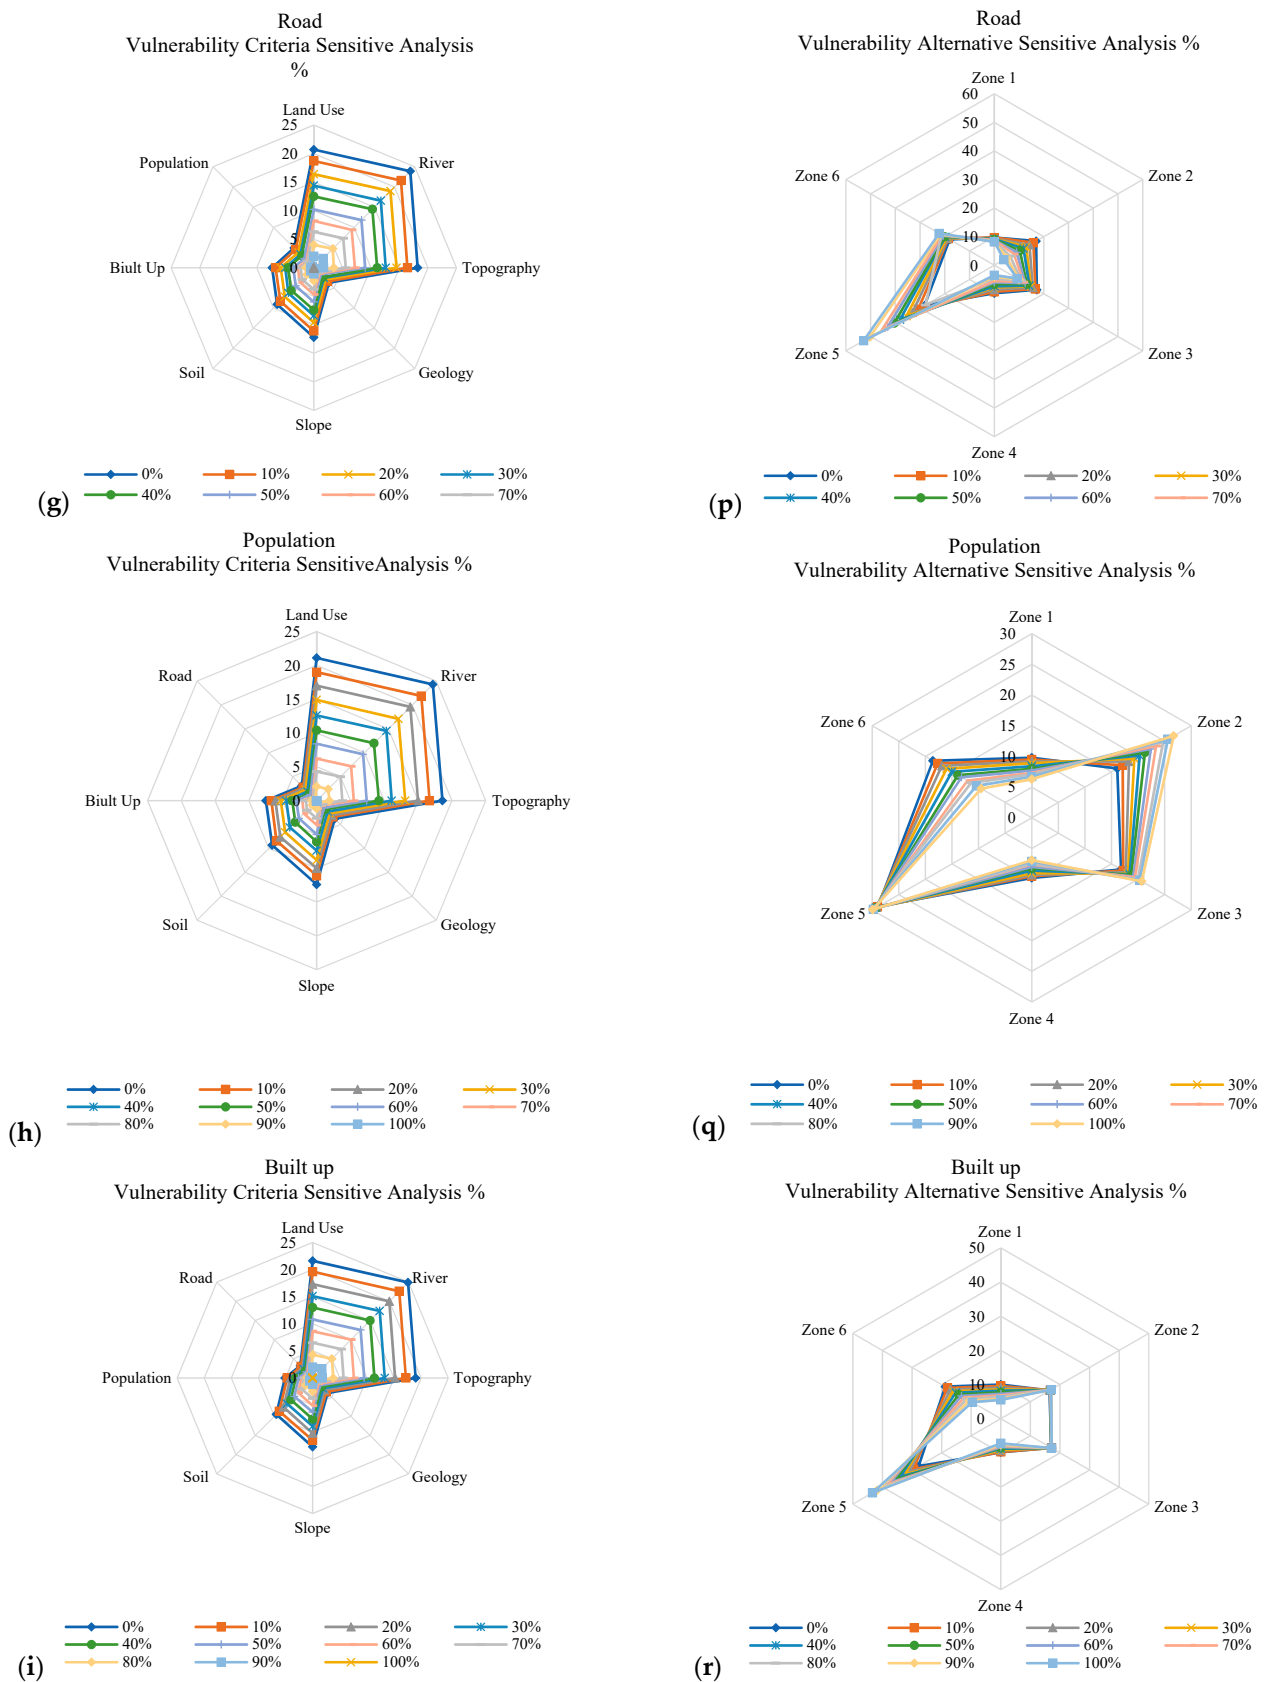 Road
Vulnerability Criteria Sensitive Analysis
%
Land Use
25
20
15
10
5
0
River
Topography
Geology
Slope
Soil
Biult Up
Population
0% 10% 20% 30%
40% 50% 60% 70%
(g)
Road
Vulnerability Alternative Sensitive Analysis %
Zone 1
60
50
40
30
20
10
0
Zone 2
Zone 3
Zone 4
Zone 5
Zone 6
0% 10% 20% 30%
40% 50% 60% 70%
(p)
Population
Vulnerability Criteria SensitiveAnalysis %
Land Use
25
20
15
10
5
0
River
Topography
Geology
Slope
Soil
Biult Up
Road
0% 10% 20% 30%
40% 50% 60% 70%
80% 90% 100%
(h)
Population
Vulnerability Alternative Sensitive Analysis %
Zone 1
30
25
20
15
10
5
0
Zone 2
Zone 3
Zone 4
Zone 5
Zone 6
0% 10% 20% 30%
40% 50% 60% 70%
80% 90% 100%
(q)
Built up
Vulnerability Criteria Sensitive Analysis %
Land Use
25
20
15
10
5
0
River
Topography
Geology
Slope
Soil
Population
Road
0% 10% 20% 30%
40% 50% 60% 70%
80% 90% 100%
(i)
Built up
Vulnerability Alternative Sensitive Analysis %
Zone 1
50
40
30
20
10
0
Zone 2
Zone 3
Zone 4
Zone 5
Zone 6
0% 10% 20% 30%
40% 50% 60% 70%
80% 90% 100%
(r)